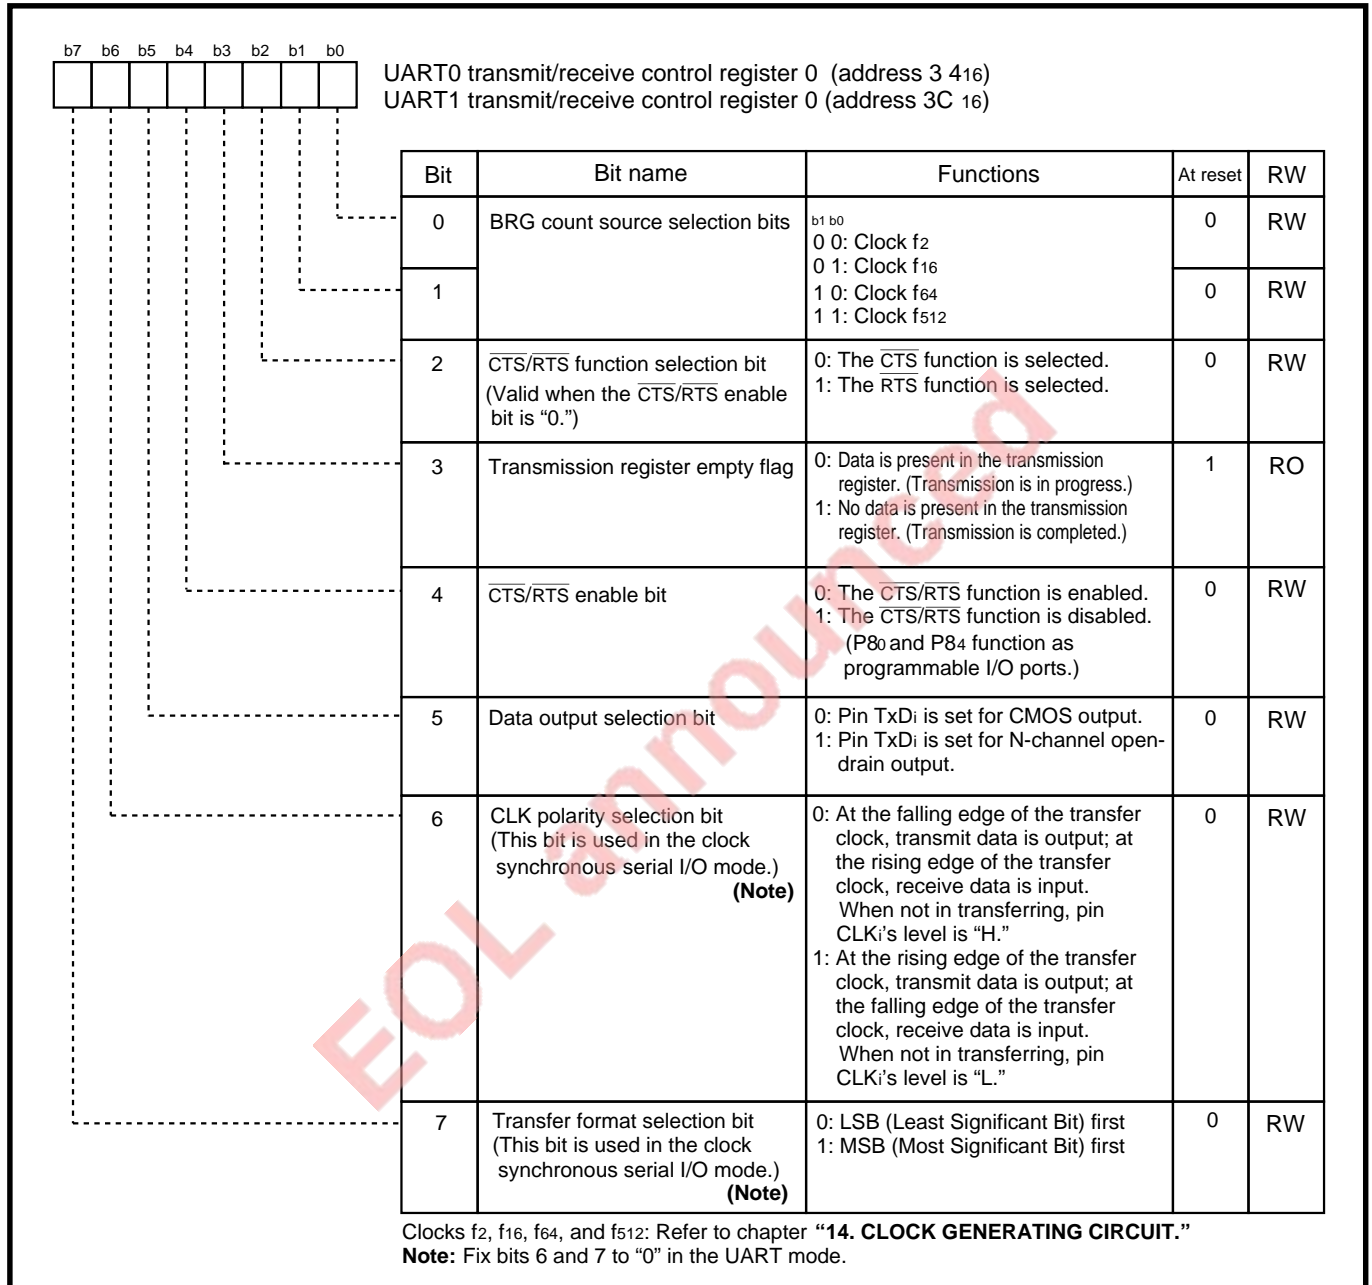 b7 b6 b5 b4 b3 b2 b1 b0
UART0 transmit/receive control register 0 (address 3 416)
UART1 transmit/receive control register 0 (address 3C 16)
Bit Bit name Functions At reset RW
0 BRG count source selection bits b1 b0 0 RW
0 0: Clock f2
0 1: Clock f16
1 1 0: Clock f64 0 RW
1 1: Clock f512
2 CTS/RTS function selection bit 0: The CTS function is selected. 0 RW
(Valid when the CTS/RTS enable 1: The RTS function is selected.
bit is “0.”)
3 Transmission register empty flag 0: Data is present in the transmission 1 RO
register. (Transmission is in progress.)
1: No data is present in the transmission
register. (Transmission is completed.)
4 CTS/RTS enable bit 0: The CTS/RTS function is enabled. 0 RW
1: The CTS/RTS function is disabled.
(P80 and P84 function as
programmable I/O ports.)
5 Data output selection bit 0: Pin TxDi is set for CMOS output. 0 RW
1: Pin TxDi is set for N-channel open-
drain output.
6 CLK polarity selection bit 0: At the falling edge of the transfer 0 RW
(This bit is used in the clock clock, transmit data is output; at
synchronous serial I/O mode.) the rising edge of the transfer
(Note) clock, receive data is input.
When not in transferring, pin
CLKi’s level is “H.”
1: At the rising edge of the transfer
clock, transmit data is output; at
the falling edge of the transfer
clock, receive data is input.
When not in transferring, pin
CLKi’s level is “L.”
7 Transfer format selection bit 0: LSB (Least Significant Bit) first 0 RW
(This bit is used in the clock 1: MSB (Most Significant Bit) first
synchronous serial I/O mode.)
(Note)
Clocks f2, f16, f64, and f512: Refer to chapter “14. CLOCK GENERATING CIRCUIT.”
Note: Fix bits 6 and 7 to “0” in the UART mode.
EOL announced